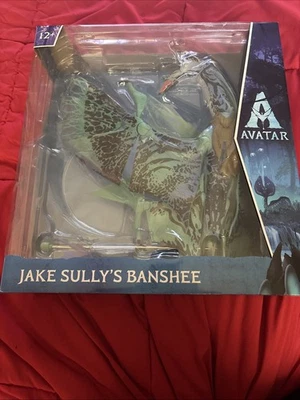 12+
AVATAR
JAKE SULLY'S BANSHEE